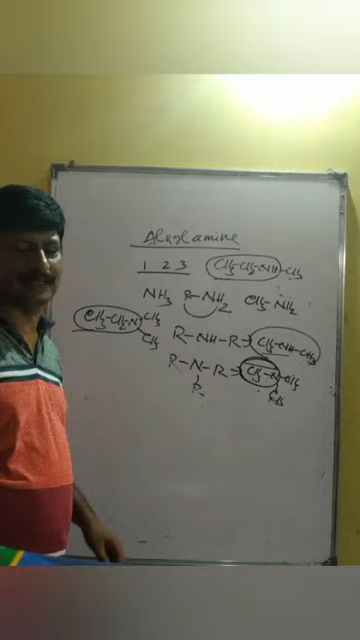 Alkylamine
1 2 3 CH3-CH2-NH-CH3
NH3 R-NH2 CH3-NH2
CH3-CH2-N CH3
CH3
R-NH-R → CH3-NH-CH3
R-N-R → CH3-N-CH3
R CH3